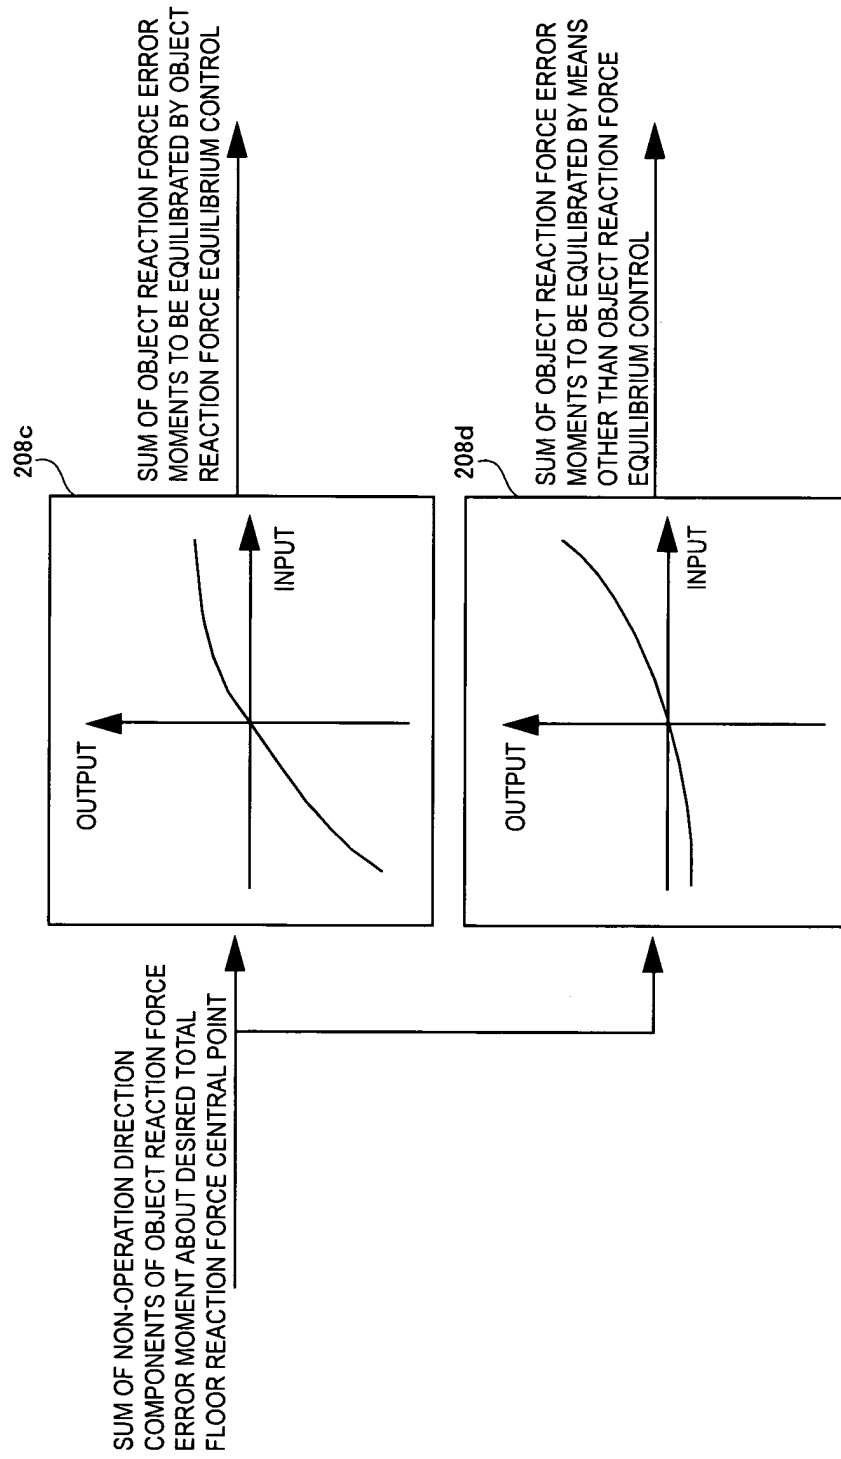 SUM OF NON-OPERATION DIRECTION
COMPONENTS OF OBJECT REACTION FORCE
ERROR MOMENT ABOUT DESIRED TOTAL
FLOOR REACTION FORCE CENTRAL POINT
208c
OUTPUT
INPUT
SUM OF OBJECT REACTION FORCE ERROR
MOMENTS TO BE EQUILIBRATED BY OBJECT
REACTION FORCE EQUILIBRIUM CONTROL
208d
OUTPUT
INPUT
SUM OF OBJECT REACTION FORCE ERROR
MOMENTS TO BE EQUILIBRATED BY MEANS
OTHER THAN OBJECT REACTION FORCE
EQUILIBRIUM CONTROL